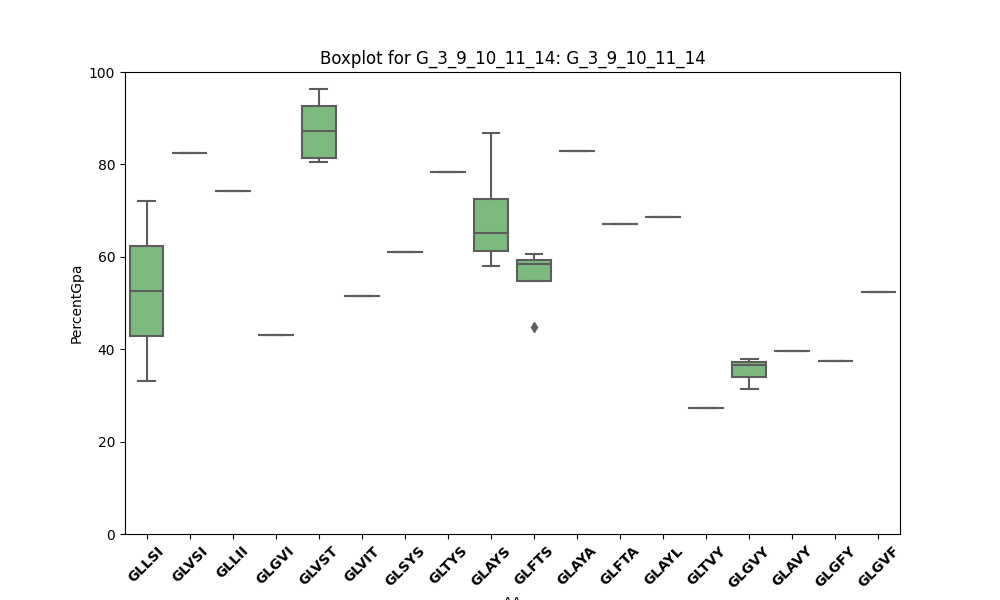 Boxplot for G_3_9_10_11_14: G_3_9_10_11_14
PercentGpa
100
80
60
40
20
0
GLLSI GLVSI GLLII GLGVI GLVST GLVIT GLSYS GLTYS GLAYS GLFTS GLAYA GLFTA GLAYL GLTVY GLGVY GLAVY GLGFY GLGVF